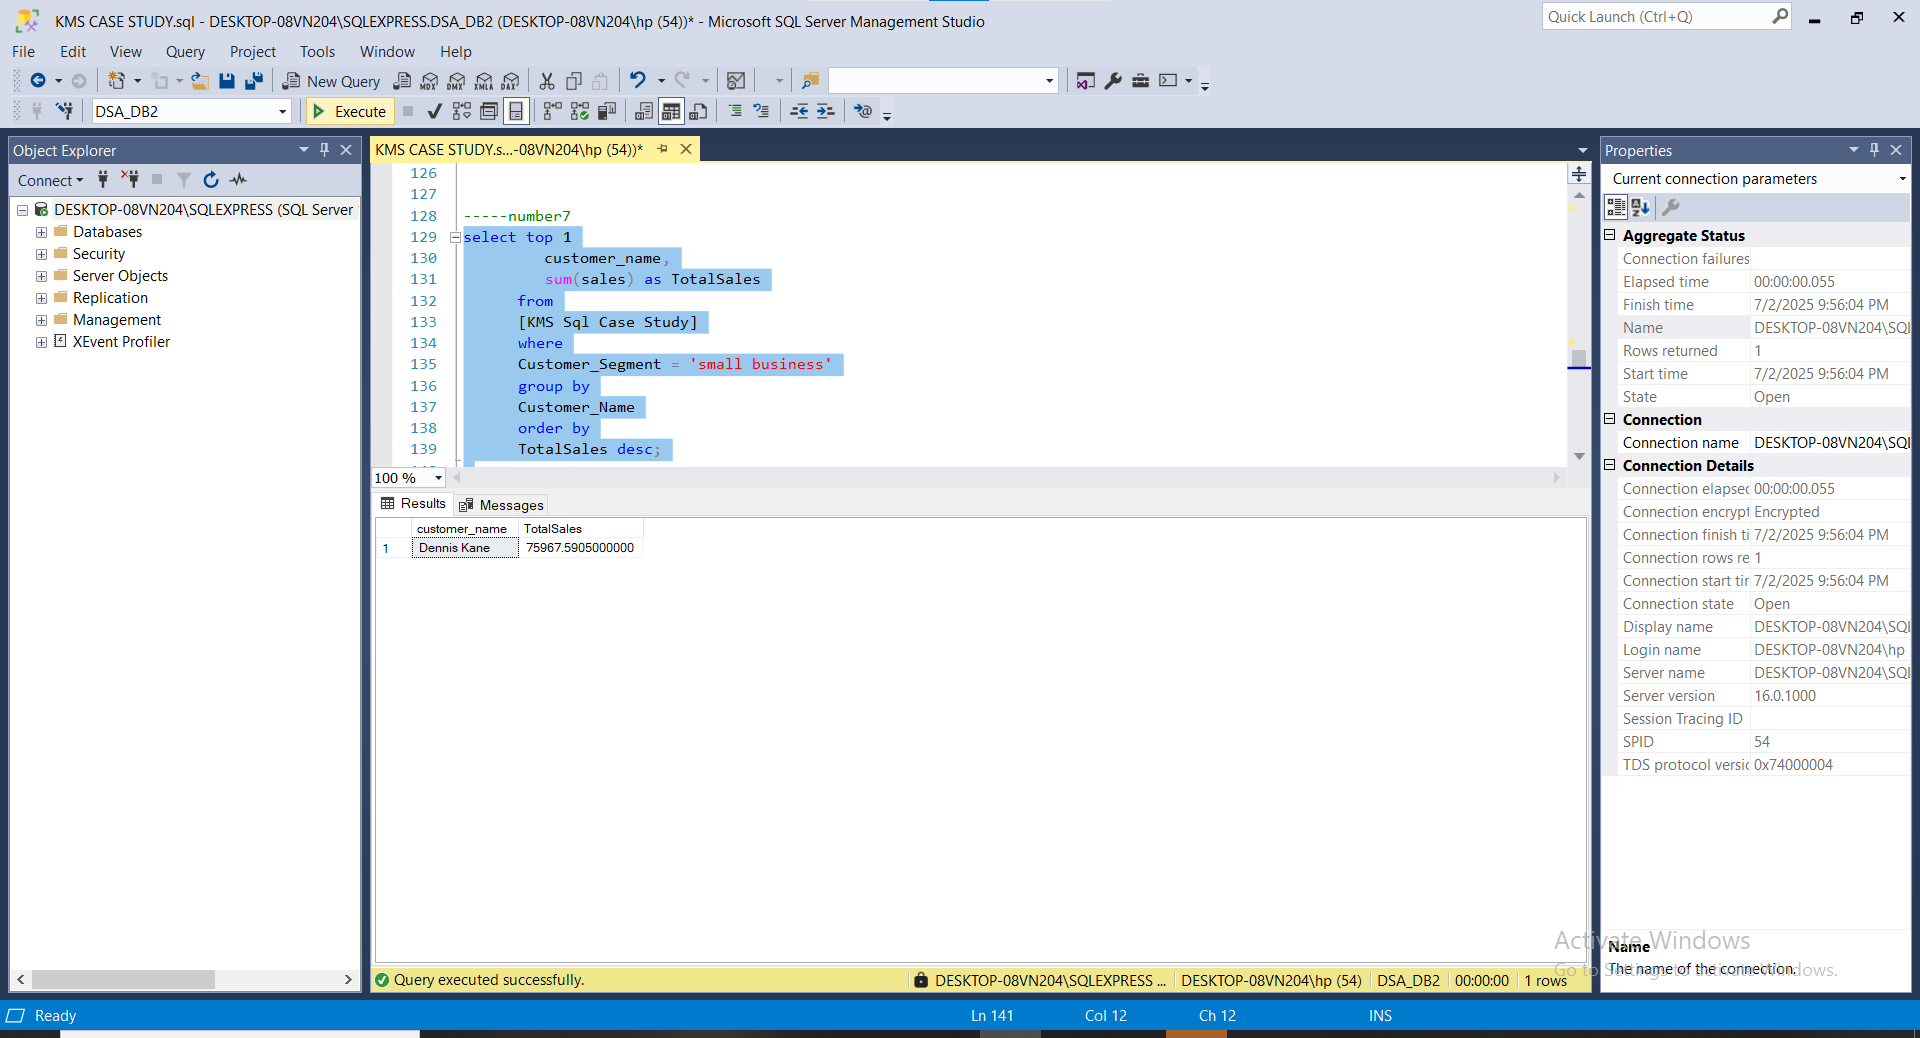 KMS CASE STUDY.sql - DESKTOP-08VN204\SQLEXPRESS.DSA_DB2 (DESKTOP-08VN204\hp (54))* - Microsoft SQL Server Management Studio
Quick Launch (Ctrl+Q)
File Edit View Query Project Tools Window Help
New Query
MDX DMX XMLA DAX
DSA_DB2
Execute
Object Explorer
Connect
DESKTOP-08VN204\SQLEXPRESS (SQL Server
Databases
Security
Server Objects
Replication
Management
XEvent Profiler
KMS CASE STUDY.s...-08VN204\hp (54))*
126
127
128 -----number7
129 select top 1
130 customer_name,
131 sum(sales) as TotalSales
132 from
133 [KMS Sql Case Study]
134 where
135 Customer_Segment = 'small business'
136 group by
137 Customer_Name
138 order by
139 TotalSales desc;
100 %
Results Messages
customer_name TotalSales
1 Dennis Kane 75967.5905000000
Query executed successfully.
DESKTOP-08VN204\SQLEXPRESS ... DESKTOP-08VN204\hp (54) DSA_DB2 00:00:00 1 rows
Properties
Current connection parameters
Aggregate Status
Connection failures
Elapsed time 00:00:00.055
Finish time 7/2/2025 9:56:04 PM
Name DESKTOP-08VN204\SQL
Rows returned 1
Start time 7/2/2025 9:56:04 PM
State Open
Connection
Connection name DESKTOP-08VN204\SQL
Connection Details
Connection elapsed 00:00:00.055
Connection encrypt Encrypted
Connection finish ti 7/2/2025 9:56:04 PM
Connection rows re 1
Connection start tir 7/2/2025 9:56:04 PM
Connection state Open
Display name DESKTOP-08VN204\SQL
Login name DESKTOP-08VN204\hp
Server name DESKTOP-08VN204\SQL
Server version 16.0.1000
Session Tracing ID
SPID 54
TDS protocol versic 0x74000004
Activate Windows
Go to Settings to activate Windows.
Name
The name of the connection.
Ready
Ln 141 Col 12 Ch 12 INS